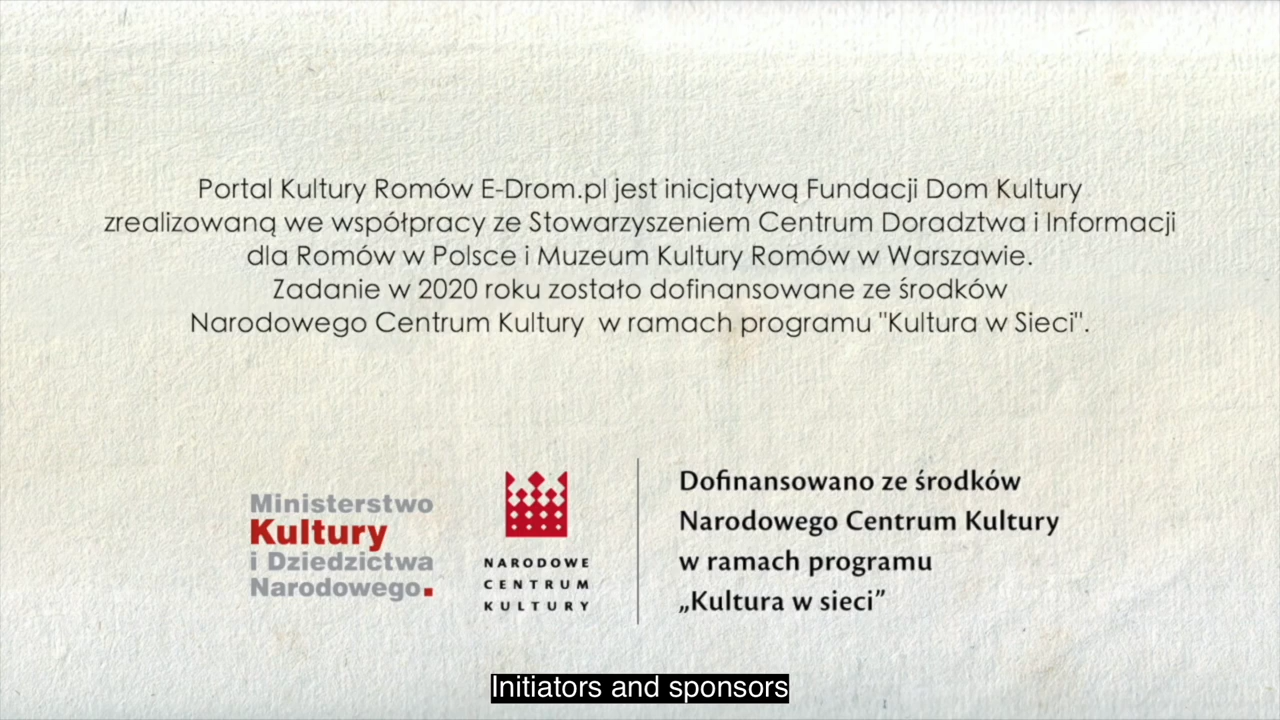 Portal Kultury Romów E-Drom.pl jest inicjatywą Fundacji Dom Kultury
zrealizowaną we współpracy ze Stowarzyszeniem Centrum Doradztwa i Informacji
dla Romów w Polsce i Muzeum Kultury Romów w Warszawie.
Zadanie w 2020 roku zostało dofinansowane ze środków
Narodowego Centrum Kultury w ramach programu "Kultura w Sieci".
Ministerstwo
Kultury
i Dziedzictwa
Narodowego.
NARODOWE
CENTRUM
KULTURY
Dofinansowano ze środków
Narodowego Centrum Kultury
w ramach programu
„Kultura w sieci”
Initiators and sponsors